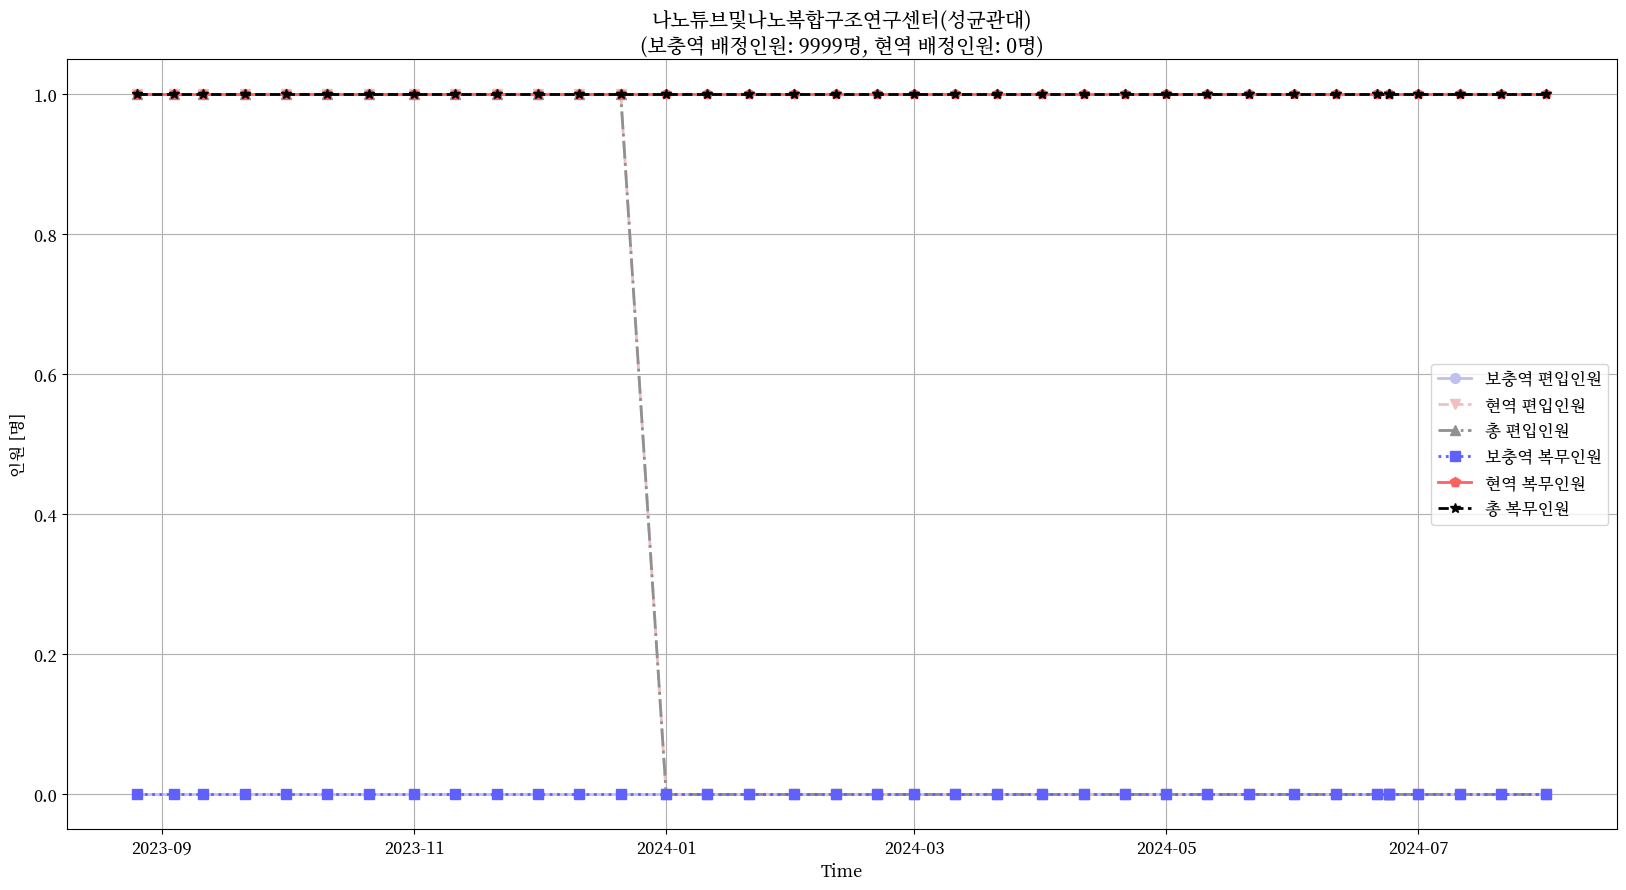 나노튜브및나노복합구조연구센터(성균관대)
(보충역 배정인원: 9999명, 현역 배정인원: 0명)
1.0
0.8
0.6
0.4
0.2
0.0
인원 [명]
보충역 편입인원
현역 편입인원
총 편입인원
보충역 복무인원
현역 복무인원
총 복무인원
2023-09 2023-11 2024-01 2024-03 2024-05 2024-07
Time